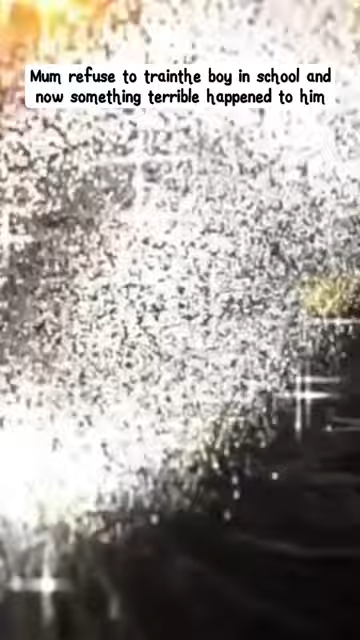 Mum refuse to trainthe boy in school and
now something terrible happened to him